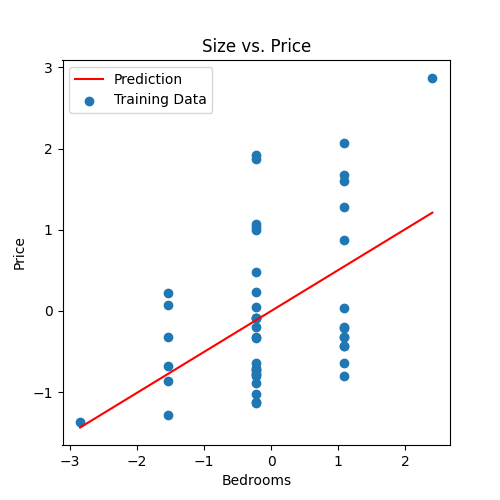 Size vs. Price
Prediction
Training Data
3
2
1
0
−1
Price
−3
−2
−1
0
1
2
Bedrooms